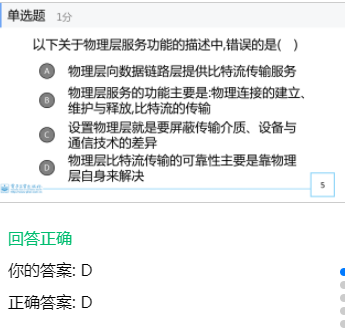 单选题 1分
以下关于物理层服务功能的描述中,错误的是( )
A 物理层向数据链路层提供比特流传输服务
B 物理层服务的功能主要是:物理连接的建立、
维护与释放,比特流的传输
C 设置物理层就是要屏蔽传输介质、设备与
通信技术的差异
D 物理层比特流传输的可靠性主要是靠物理
层自身来解决
5
回答正确
你的答案: D
正确答案: D